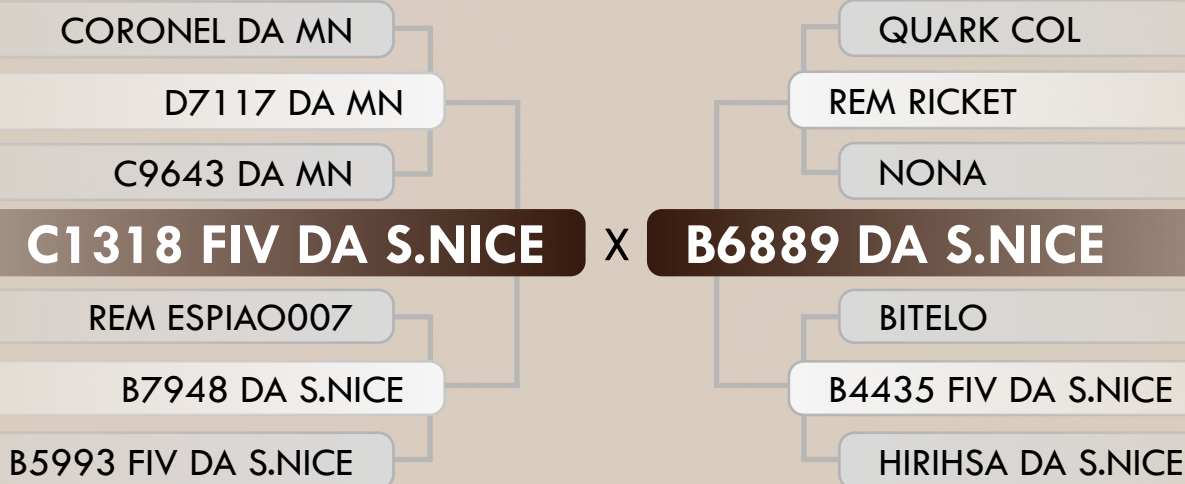 CORONEL DA MN
D7117 DA MN
C9643 DA MN
C1318 FIV DA S.NICE
REM ESPIAO007
B7948 DA S.NICE
B5993 FIV DA S.NICE
X
QUARK COL
REM RICKET
NONA
B6889 DA S.NICE
BITELO
B4435 FIV DA S.NICE
HIRIHSA DA S.NICE